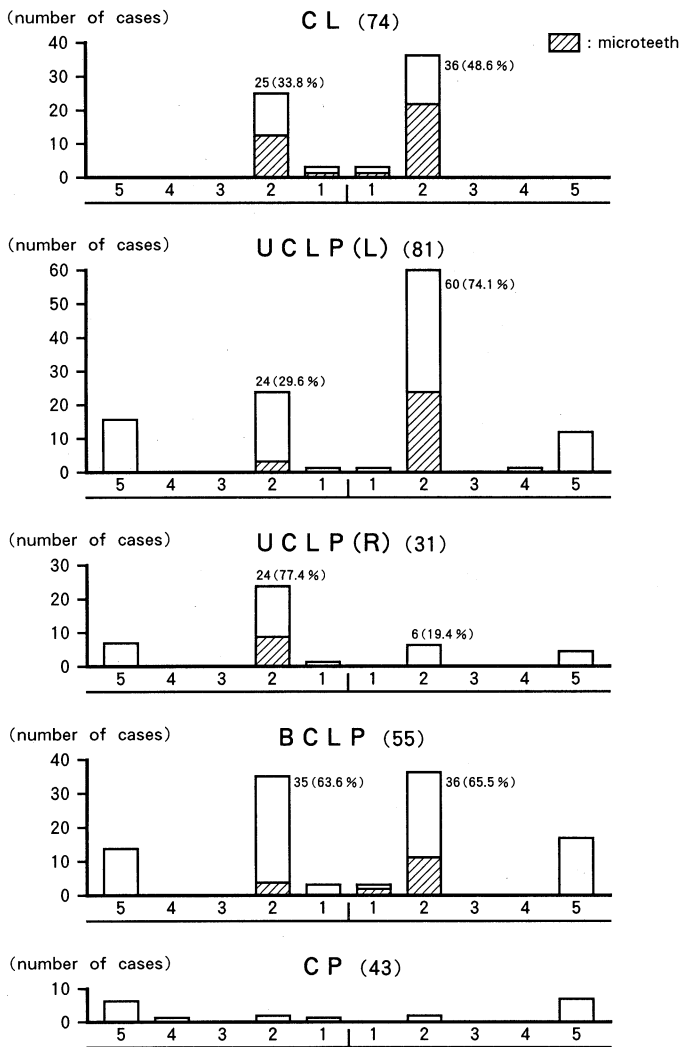 (number of cases)
CL (74)
: microteeth
40
30
20
10
0
25(33.8%)
36(48.6%)
5 4 3 2 1 1 2 3 4 5
(number of cases)
UCLP(L) (81)
60
50
40
30
20
10
0
24(29.6%)
60(74.1%)
5 4 3 2 1 1 2 3 4 5
(number of cases)
UCLP(R) (31)
30
20
10
0
24(77.4%)
6(19.4%)
5 4 3 2 1 1 2 3 4 5
(number of cases)
BCLP (55)
40
30
20
10
0
35(63.6%)
36(65.5%)
5 4 3 2 1 1 2 3 4 5
(number of cases)
CP (43)
10
0
5 4 3 2 1 1 2 3 4 5